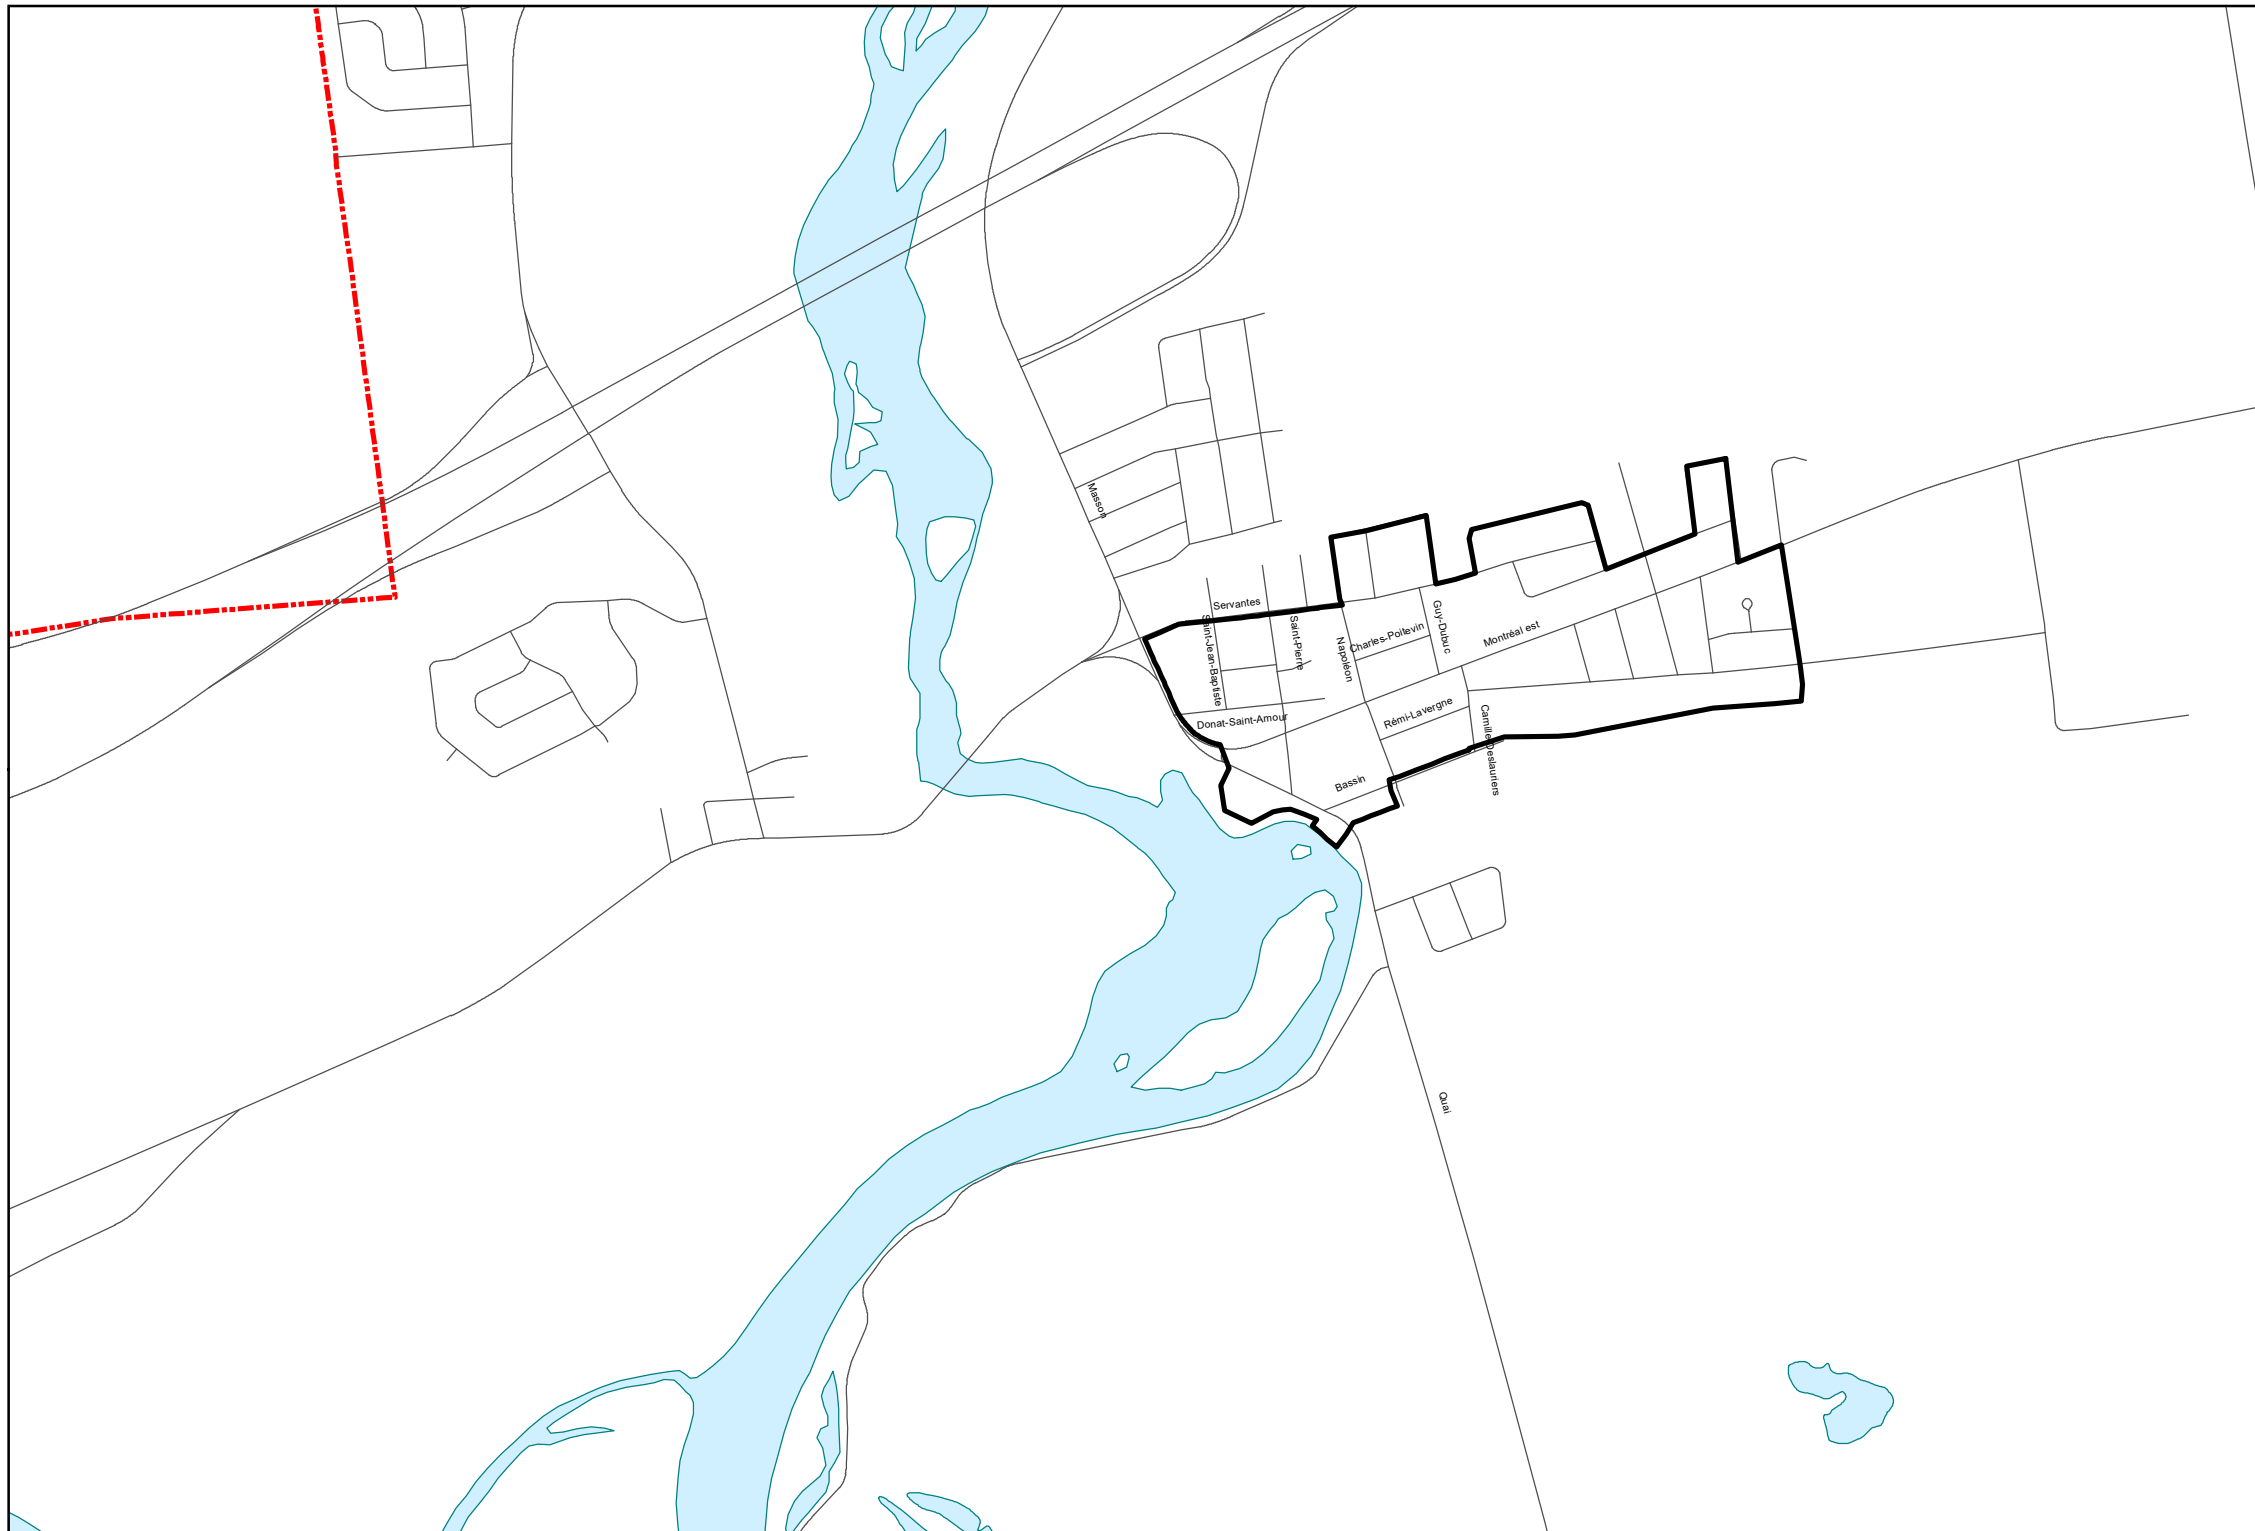 Masson
Servantes
Saint-Jean-Baptiste
Saint-Pierre
Napoléon
Charles-Poitevin
Guy-Dubuc
Montréal est
Donat-Saint-Amour
Rémi-Lavergne
Camille-Deslauriers
Bassin
Quai